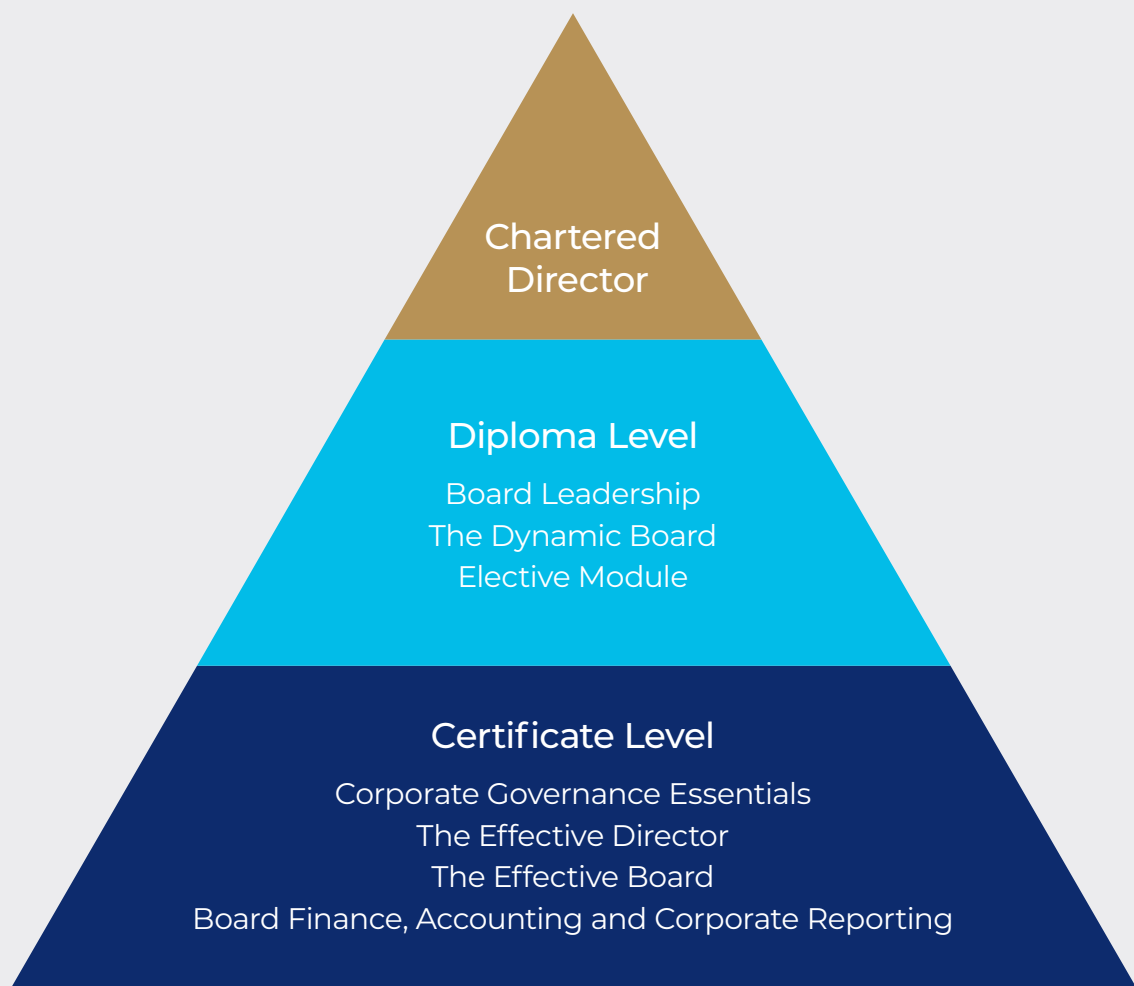 Chartered
Director
Diploma Level
Board Leadership
The Dynamic Board
Elective Module
Certificate Level
Corporate Governance Essentials
The Effective Director
The Effective Board
Board Finance, Accounting and Corporate Reporting